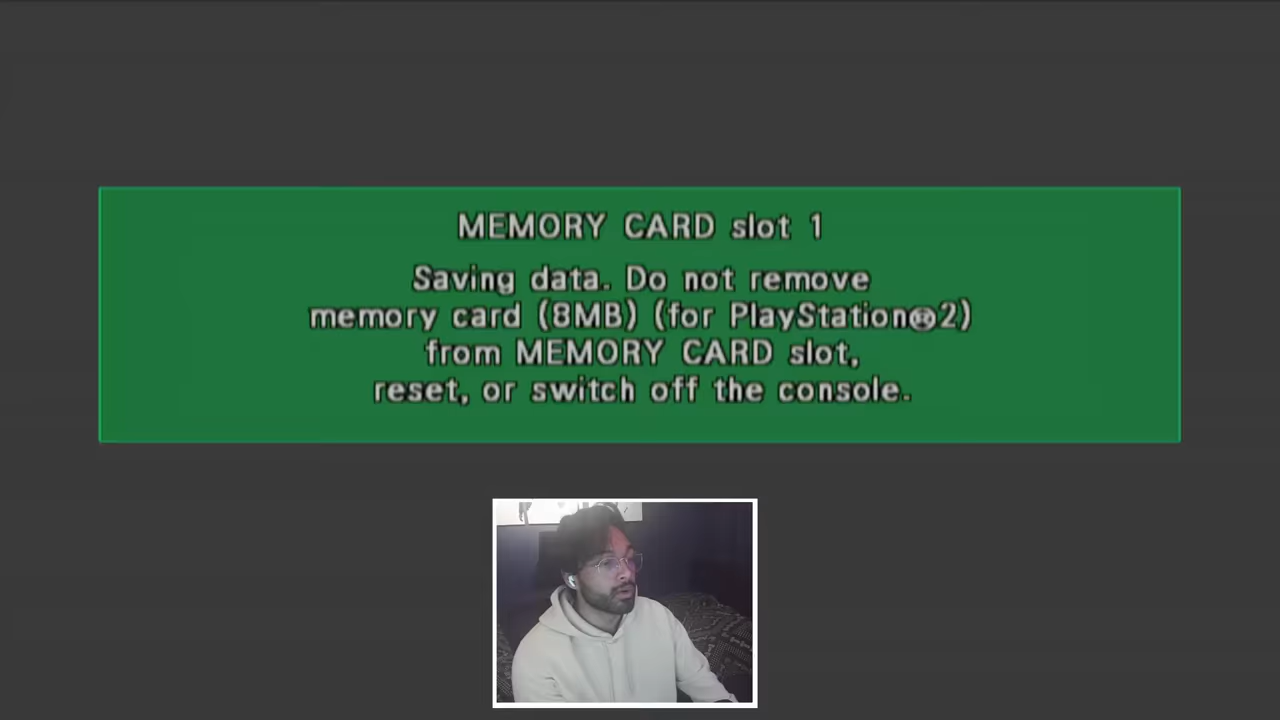 MEMORY CARD slot 1
Saving data. Do not remove
memory card (8MB) (for PlayStation®2)
from MEMORY CARD slot,
reset, or switch off the console.